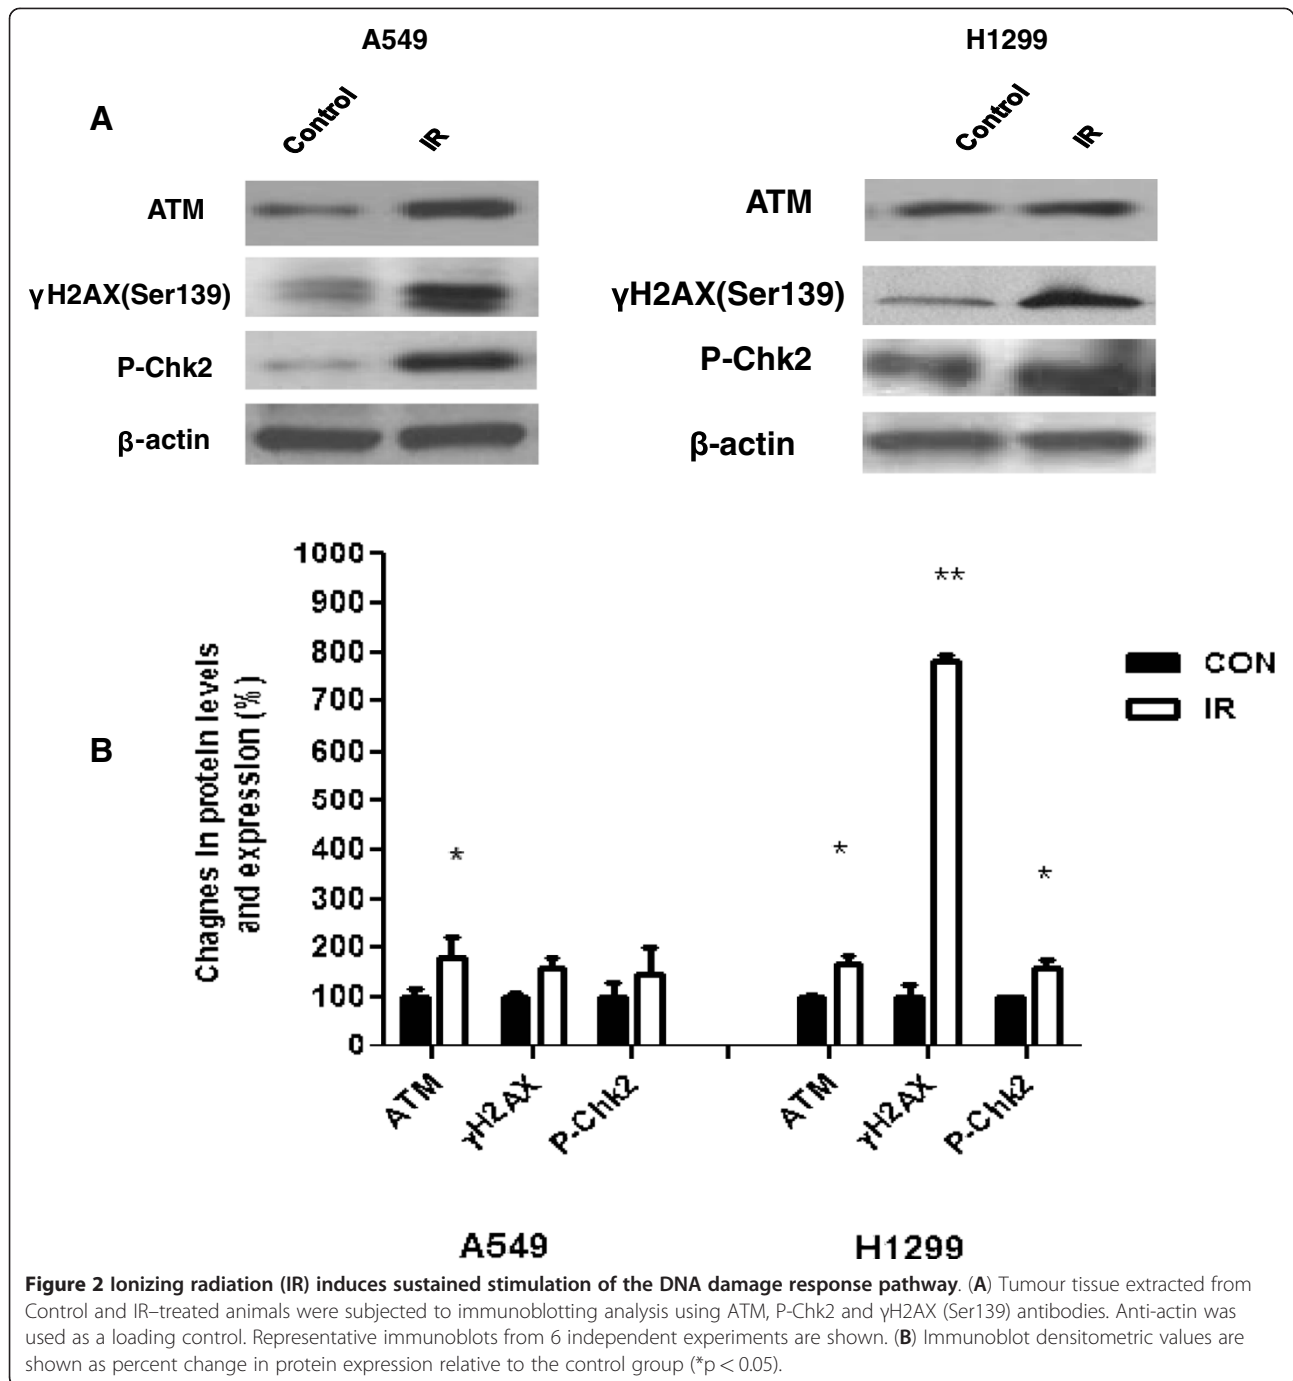 A549
H1299
A
Control
IR
Control
IR
ATM
γH2AX(Ser139)
P-Chk2
β-actin
ATM
γH2AX(Ser139)
P-Chk2
β-actin
B
Chagnes In protein levels
and expression (%)
1000
900
800
700
600
500
400
300
200
100
0
*
*
**
*
CON
IR
ATM
γH2AX
P-Chk2
ATM
γH2AX
P-Chk2
A549
H1299
Figure 2 Ionizing radiation (IR) induces sustained stimulation of the DNA damage response pathway. (A) Tumour tissue extracted from
Control and IR–treated animals were subjected to immunoblotting analysis using ATM, P-Chk2 and γH2AX (Ser139) antibodies. Anti-actin was
used as a loading control. Representative immunoblots from 6 independent experiments are shown. (B) Immunoblot densitometric values are
shown as percent change in protein expression relative to the control group (*p < 0.05).